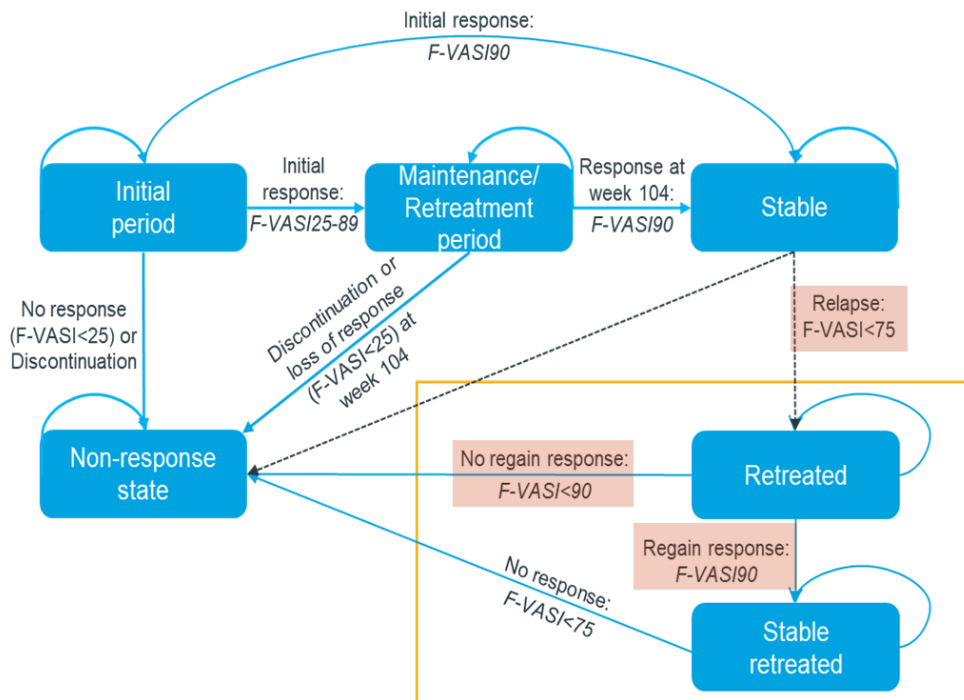 Initial response:
F-VASI90
Initial
period
Initial
response:
F-VASI25-89
Maintenance/
Retreatment
period
Response at
week 104:
F-VASI90
Stable
No response
(F-VASI<25) or
Discontinuation
Discontinuation or
loss of response
(F-VASI<25) at
week 104
Relapse:
F-VASI<75
Non-response
state
No regain response:
F-VASI<90
Retreated
Regain response:
F-VASI90
No response:
F-VASI<75
Stable
retreated